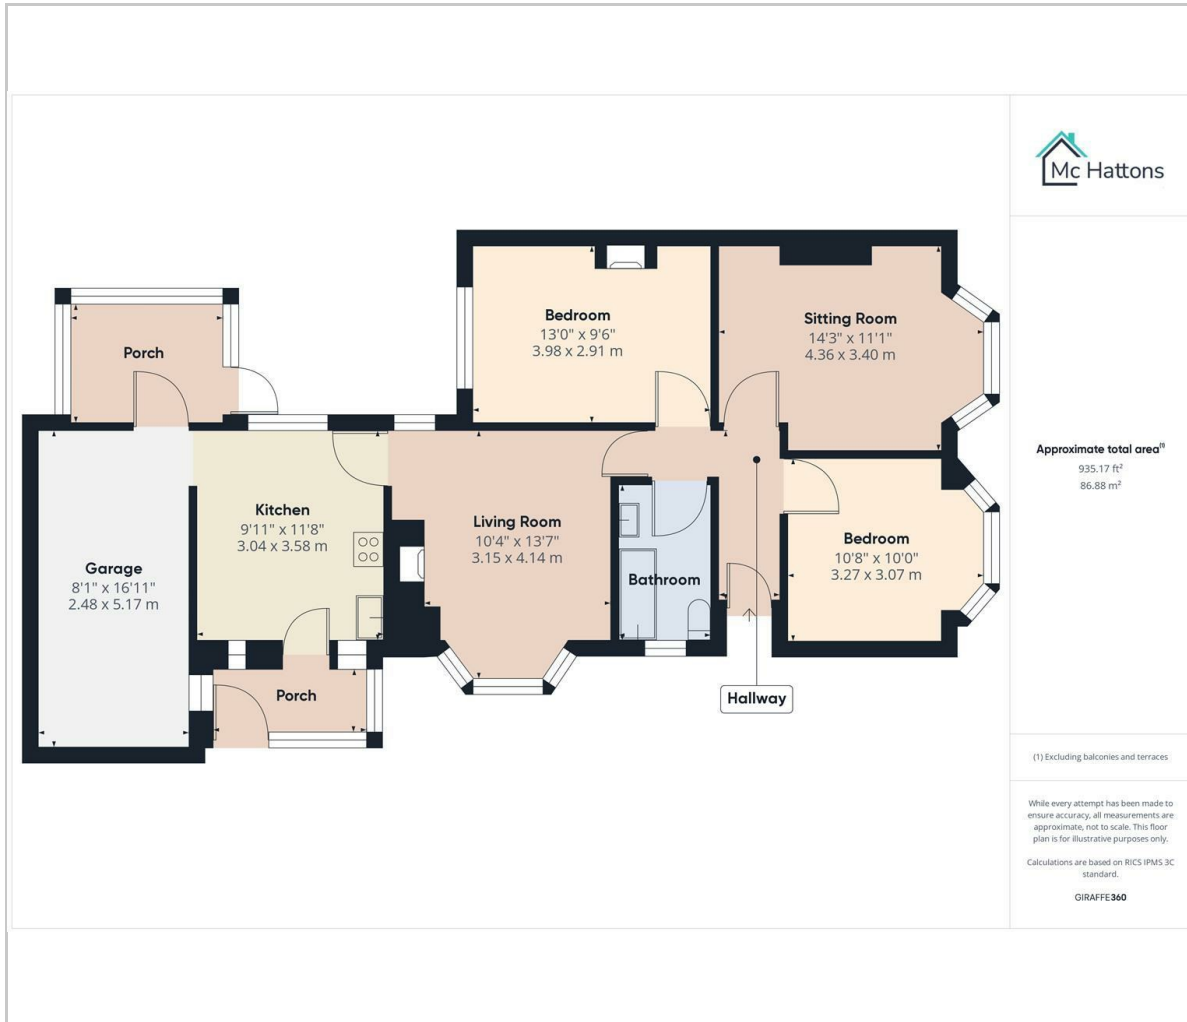 Mc Hattons
Porch
Bedroom
13'0" x 9'6"
3.98 x 2.91 m
Sitting Room
14'3" x 11'1"
4.36 x 3.40 m
Kitchen
9'11" x 11'8"
3.04 x 3.58 m
Living Room
10'4" x 13'7"
3.15 x 4.14 m
Garage
8'1" x 16'11"
2.48 x 5.17 m
Bathroom
Bedroom
10'8" x 10'0"
3.27 x 3.07 m
Porch
Hallway
Approximate total area(1)
935.17 ft²
86.88 m²
(1) Excluding balconies and terraces
While every attempt has been made to
ensure accuracy, all measurements are
approximate, not to scale. This floor
plan is for illustrative purposes only.
Calculations are based on RICS IPMS 3C
standard.
GIRAFFE360